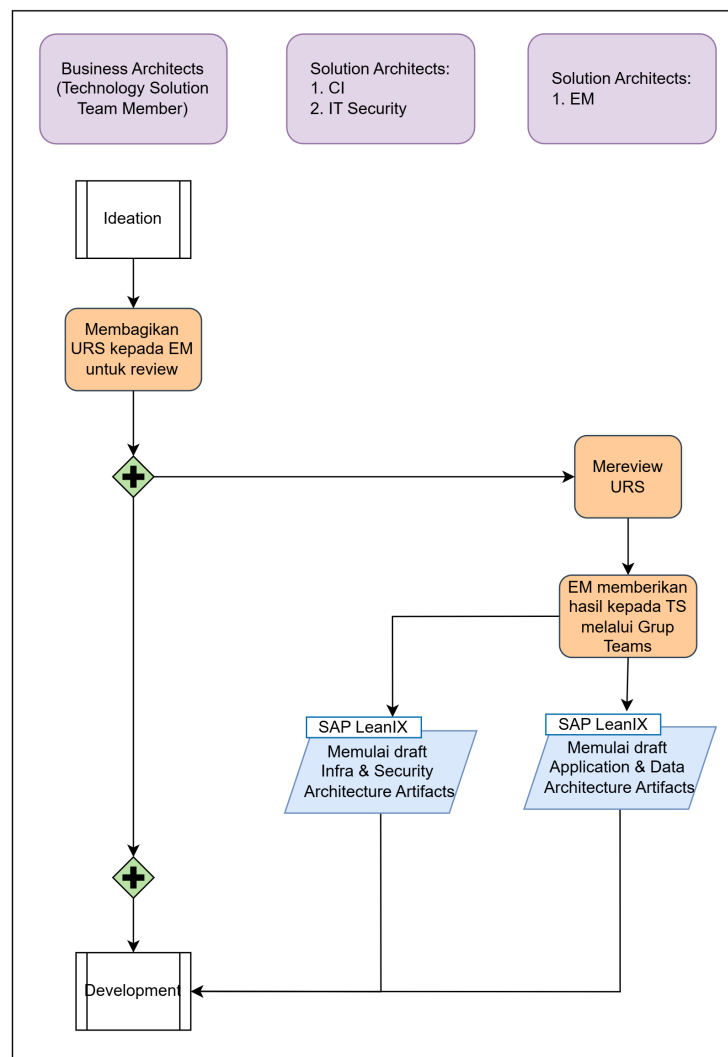 Business Architects
(Technology Solution
Team Member)
Solution Architects:
1. CI
2. IT Security
Solution Architects:
1. EM
Ideation
Membagikan
URS kepada EM
untuk review
Mereview
URS
EM memberikan
hasil kepada TS
melalui Grup
Teams
SAP LeanIX
Memulai draft
Infra & Security
Architecture Artifacts
SAP LeanIX
Memulai draft
Application & Data
Architecture Artifacts
Development